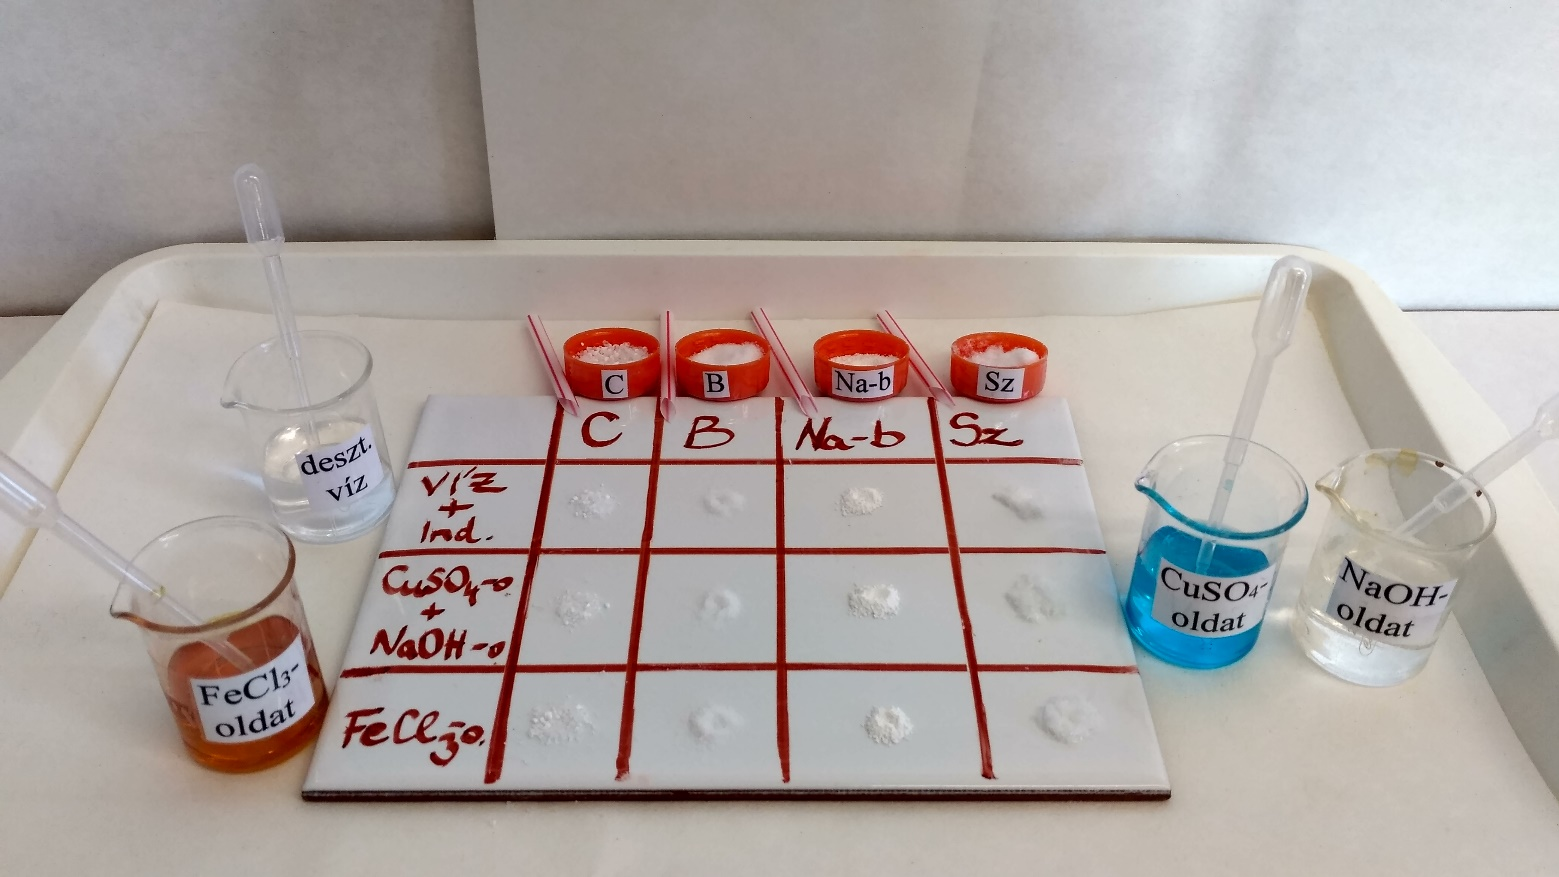 deszt.
víz
FeCl₃-
oldat
C
B
Na-b
Sz
CuSO₄-
oldat
NaOH-
oldat
C B Na-b Sz
víz
+
Ind.
CuSO₄-o
+
NaOH-o
FeCl₃-o.